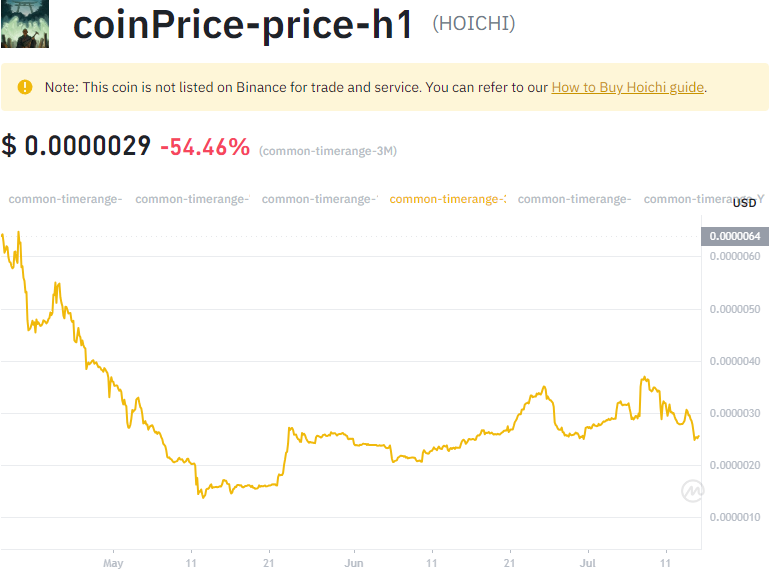 coinPrice-price-h1 (HOICHI)
Note: This coin is not listed on Binance for trade and service. You can refer to our How to Buy Hoichi guide.
$ 0.0000029 -54.46% (common-timerange-3M)
common-timerange- common-timerange- common-timerange- common-timerange- common-timerange- common-timerange-Y
USD
0.0000064
0.0000060
0.0000050
0.0000040
0.0000030
0.0000020
0.0000010
May 11 21 Jun 11 21 Jul 11